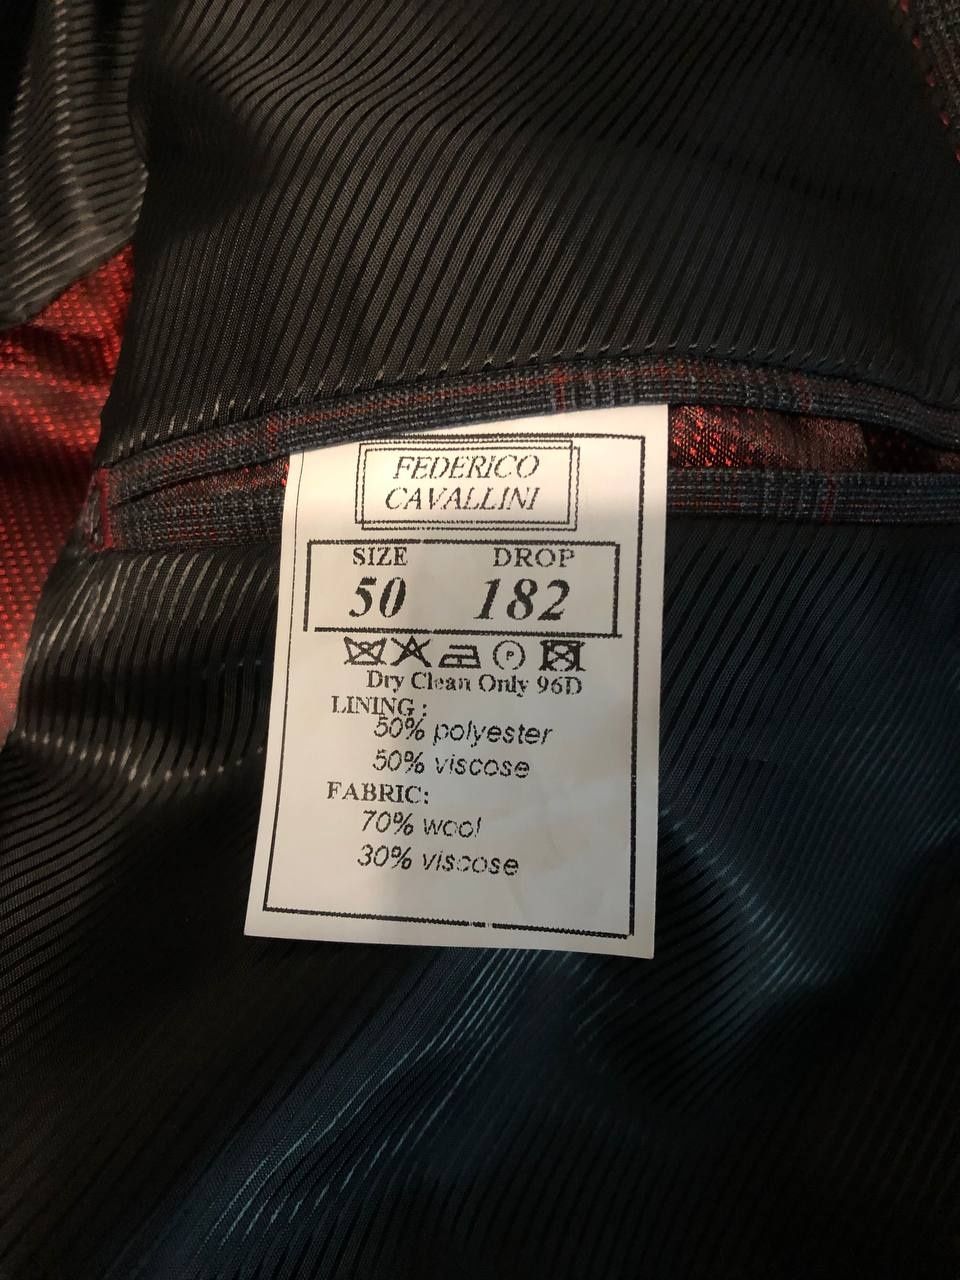 FEDERICO
CAVALLINI
SIZE DROP
50 182
P
Dry Clean Only 96D
LINING :
50% polyester
50% viscose
FABRIC:
70% wool
30% viscose